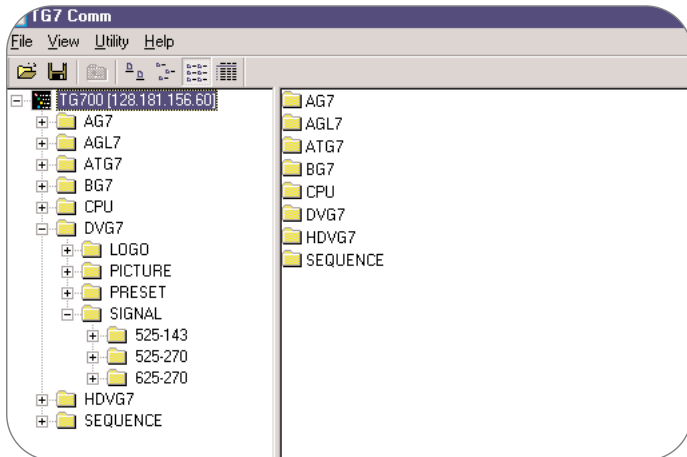 TG7 Comm
File View Utility Help
TG700 [128.181.156.60]
AG7
AGL7
ATG7
BG7
CPU
DVG7
LOGO
PICTURE
PRESET
SIGNAL
525-143
525-270
625-270
HDVG7
SEQUENCE
AG7
AGL7
ATG7
BG7
CPU
DVG7
HDVG7
SEQUENCE